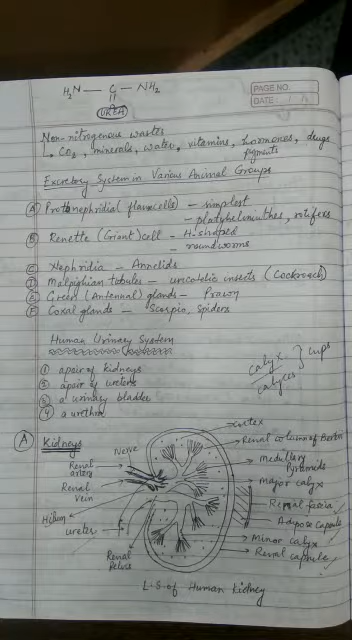 H2N — C — NH2
PAGE NO.
||
O
DATE: / /
UREA
Non-nitrogenous wastes
↳ CO2, minerals, water, vitamins, hormones, drugs
pigments
Excretory System in Various Animal Groups
(A) Protonephridial (flamecells) — simplest
— platyhelminthes, rotifers
(B) Renette (Giant) cell — H. shaped
— roundworms
(C) Nephridia — Annelids
(D) Malpighian tubules — uricotelic insects (Cockroach)
(E) Green (Antennal) glands — Prawn
(F) Coxal glands — Scorpio, Spiders
Human Urinary System
calyx
calyces } cups
(1) a pair of kidneys
(2) a pair of ureters
(3) a urinary bladder
(4) a urethra
(A) Kidneys
cortex
Nerve
Renal column of Bertini
Renal artery
Medullary Pyramids
Renal vein
Major calyx
Renal fascia
Hilum
Adipose capsule
ureter
Minor calyx
Renal Pelvis
Renal capsule
L.S of Human Kidney